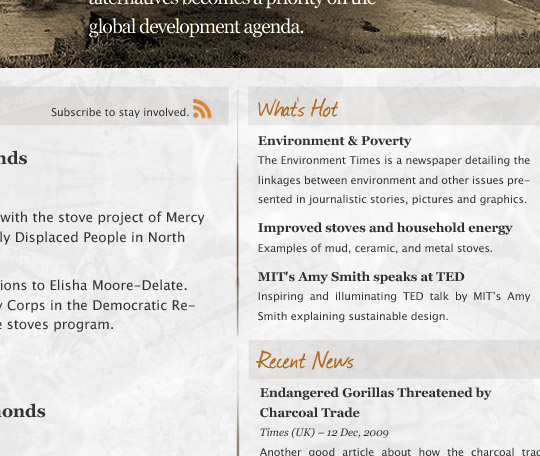 alternatives becomes a priority on the
global development agenda.
Subscribe to stay involved.
nds
with the stove project of Mercy
ly Displaced People in North
ions to Elisha Moore-Delate.
y Corps in the Democratic Re-
e stoves program.
monds
What's Hot
Environment & Poverty
The Environment Times is a newspaper detailing the
linkages between environment and other issues pre-
sented in journalistic stories, pictures and graphics.
Improved stoves and household energy
Examples of mud, ceramic, and metal stoves.
MIT's Amy Smith speaks at TED
Inspiring and illuminating TED talk by MIT's Amy
Smith explaining sustainable design.
Recent News
Endangered Gorillas Threatened by
Charcoal Trade
Times (UK) – 12 Dec, 2009
Another good article about how the charcoal trad